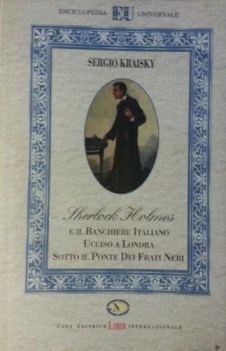 ENCICLOPEDIA EU UNIVERSALE
SERGIO KRAISKY
Sherlock Holmes
E IL BANCHIERE ITALIANO
UCCISO A LONDRA
SOTTO IL PONTE DEI FRATI NERI
CASA EDITRICE LIBER INTERNAZIONALE